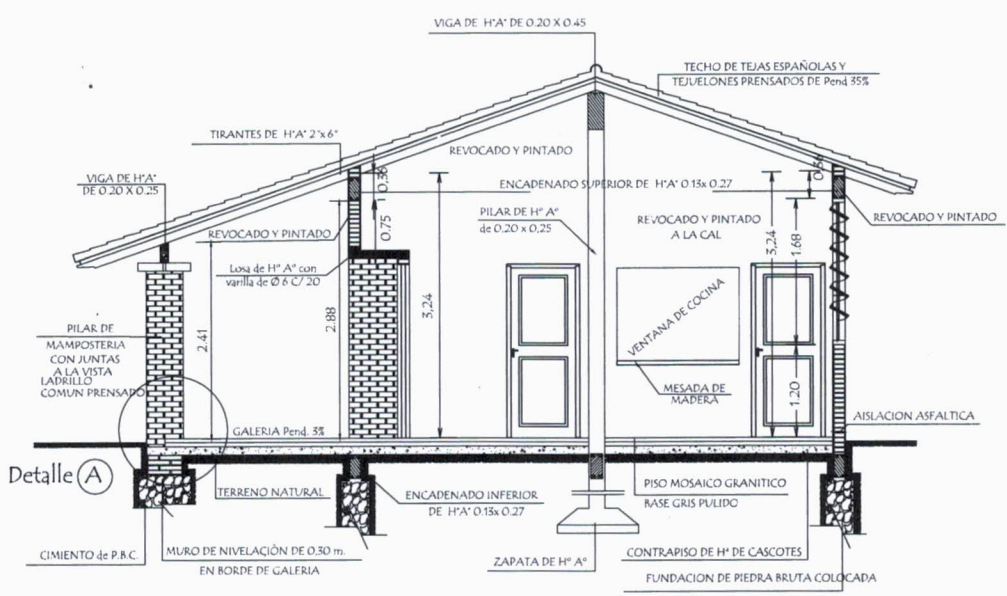 VIGA DE H°A° DE 0.20 X 0.45
TECHO DE TEJAS ESPAÑOLAS Y
TEJUELONES PRENSADOS DE Pend 35%
TIRANTES DE H°A° 2"x 6"
REVOCADO Y PINTADO
VIGA DE H°A°
DE 0.20 X 0.25
0,36
ENCADENADO SUPERIOR DE H°A° 0.13x 0.27
0.36
REVOCADO Y PINTADO
PILAR DE H° A°
de 0.20 x 0,25
REVOCADO Y PINTADO
A LA CAL
REVOCADO Y PINTADO
0.75
3,24
1.68
Losa de H° A° con
varilla de Ø 6 C/ 20
2.41
2.88
3,24
VENTANA DE COCINA
PILAR DE
MAMPOSTERIA
CON JUNTAS
A LA VISTA
LADRILLO
COMUN PRENSADO
MESADA DE
MADERA
1.20
AISLACION ASFALTICA
GALERIA Pend. 3%
Detalle A
TERRENO NATURAL
ENCADENADO INFERIOR
DE H°A° 0.13x 0.27
PISO MOSAICO GRANITICO
BASE GRIS PULIDO
CIMIENTO de P.B.C.
MURO DE NIVELACIÒN DE 0,30 m.
EN BORDE DE GALERIA
ZAPATA DE H° A°
CONTRAPISO DE Hª DE CASCOTES
FUNDACION DE PIEDRA BRUTA COLOCADA